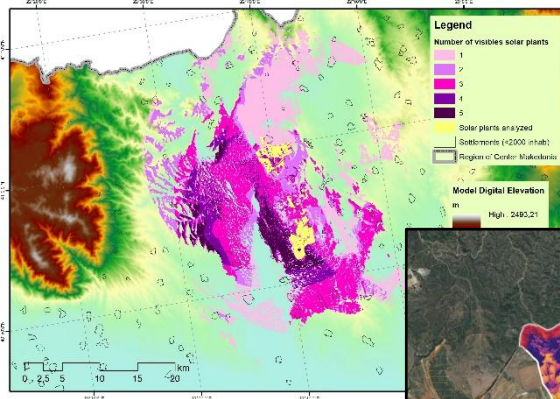 Legend
Number of visibles solar plants
1
2
3
4
5
Solar plants analyzed
Settlements (<2000 inhab)
Region of Center Makedonia
Model Digital Elevation
m
High : 2493,21
km
0 2,5 5 10 15 20